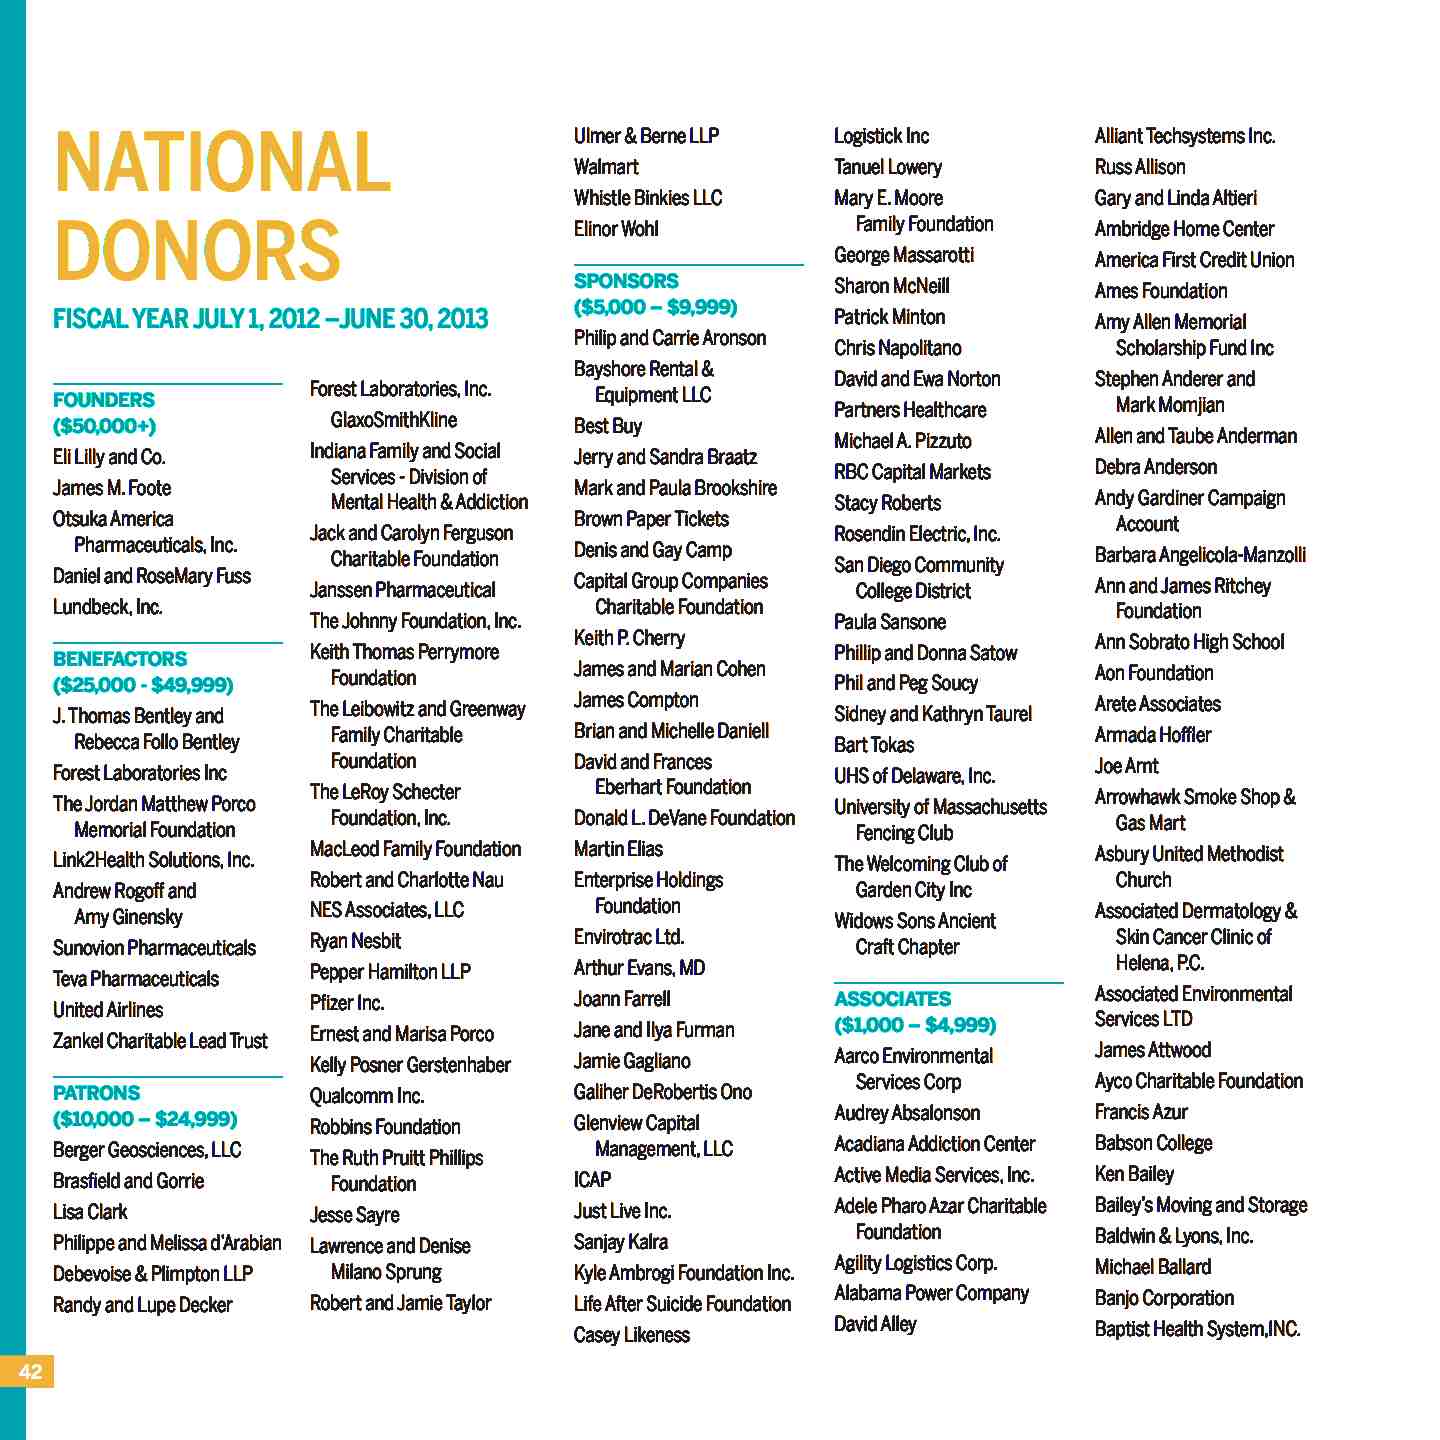 NATIONAL
DONORS
FISCAL YEAR JULY 1, 2012 –JUNE 30, 2013
FOUNDERS
($50,000+)
Eli Lilly and Co.
James M. Foote
Otsuka America
Pharmaceuticals, Inc.
Daniel and RoseMary Fuss
Lundbeck, Inc.
BENEFACTORS
($25,000 - $49,999)
J. Thomas Bentley and
Rebecca Follo Bentley
Forest Laboratories Inc
The Jordan Matthew Porco
Memorial Foundation
Link2Health Solutions, Inc.
Andrew Rogoff and
Amy Ginensky
Sunovion Pharmaceuticals
Teva Pharmaceuticals
United Airlines
Zankel Charitable Lead Trust
PATRONS
($10,000 – $24,999)
Berger Geosciences, LLC
Brasfield and Gorrie
Lisa Clark
Philippe and Melissa d'Arabian
Debevoise & Plimpton LLP
Randy and Lupe Decker
Forest Laboratories, Inc.
GlaxoSmithKline
Indiana Family and Social
Services - Division of
Mental Health & Addiction
Jack and Carolyn Ferguson
Charitable Foundation
Janssen Pharmaceutical
The Johnny Foundation, Inc.
Keith Thomas Perrymore
Foundation
The Leibowitz and Greenway
Family Charitable
Foundation
The LeRoy Schecter
Foundation, Inc.
MacLeod Family Foundation
Robert and Charlotte Nau
NES Associates, LLC
Ryan Nesbit
Pepper Hamilton LLP
Pfizer Inc.
Ernest and Marisa Porco
Kelly Posner Gerstenhaber
Qualcomm Inc.
Robbins Foundation
The Ruth Pruitt Phillips
Foundation
Jesse Sayre
Lawrence and Denise
Milano Sprung
Robert and Jamie Taylor
Ulmer & Berne LLP
Walmart
Whistle Binkies LLC
Elinor Wohl
SPONSORS
($5,000 – $9,999)
Philip and Carrie Aronson
Bayshore Rental &
Equipment LLC
Best Buy
Jerry and Sandra Braatz
Mark and Paula Brookshire
Brown Paper Tickets
Denis and Gay Camp
Capital Group Companies
Charitable Foundation
Keith P. Cherry
James and Marian Cohen
James Compton
Brian and Michelle Daniell
David and Frances
Eberhart Foundation
Donald L. DeVane Foundation
Martin Elias
Enterprise Holdings
Foundation
Envirotrac Ltd.
Arthur Evans, MD
Joann Farrell
Jane and Ilya Furman
Jamie Gagliano
Galiher DeRobertis Ono
Glenview Capital
Management, LLC
ICAP
Just Live Inc.
Sanjay Kalra
Kyle Ambrogi Foundation Inc.
Life After Suicide Foundation
Casey Likeness
Logistick Inc
Tanuel Lowery
Mary E. Moore
Family Foundation
George Massarotti
Sharon McNeill
Patrick Minton
Chris Napolitano
David and Ewa Norton
Partners Healthcare
Michael A. Pizzuto
RBC Capital Markets
Stacy Roberts
Rosendin Electric, Inc.
San Diego Community
College District
Paula Sansone
Phillip and Donna Satow
Phil and Peg Soucy
Sidney and Kathryn Taurel
Bart Tokas
UHS of Delaware, Inc.
University of Massachusetts
Fencing Club
The Welcoming Club of
Garden City Inc
Widows Sons Ancient
Craft Chapter
ASSOCIATES
($1,000 – $4,999)
Aarco Environmental
Services Corp
Audrey Absalonson
Acadiana Addiction Center
Active Media Services, Inc.
Adele Pharo Azar Charitable
Foundation
Agility Logistics Corp.
Alabama Power Company
David Alley
Alliant Techsystems Inc.
Russ Allison
Gary and Linda Altieri
Ambridge Home Center
America First Credit Union
Ames Foundation
Amy Allen Memorial
Scholarship Fund Inc
Stephen Anderer and
Mark Momjian
Allen and Taube Anderman
Debra Anderson
Andy Gardiner Campaign
Account
Barbara Angelicola-Manzolli
Ann and James Ritchey
Foundation
Ann Sobrato High School
Aon Foundation
Arete Associates
Armada Hoffler
Joe Arnt
Arrowhawk Smoke Shop &
Gas Mart
Asbury United Methodist
Church
Associated Dermatology &
Skin Cancer Clinic of
Helena, P.C.
Associated Environmental
Services LTD
James Attwood
Ayco Charitable Foundation
Francis Azur
Babson College
Ken Bailey
Bailey's Moving and Storage
Baldwin & Lyons, Inc.
Michael Ballard
Banjo Corporation
Baptist Health System,INC.
42